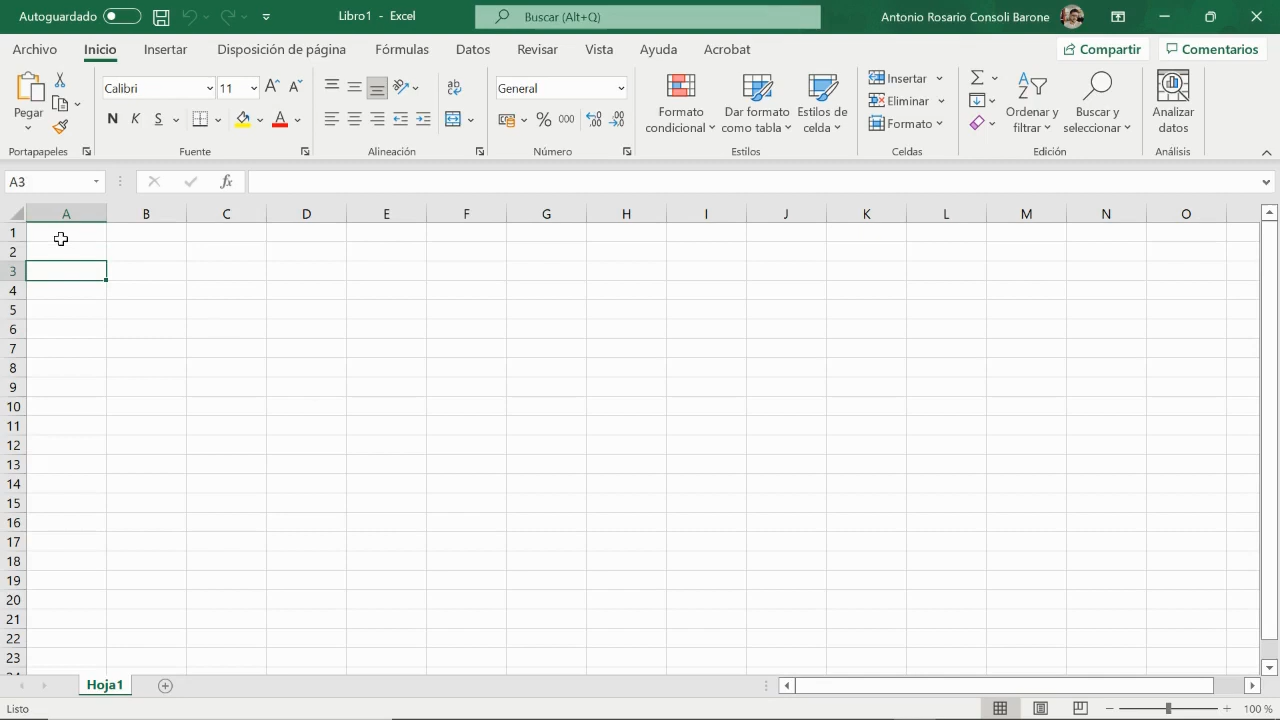 Autoguardado
Libro1 - Excel
Buscar (Alt+Q)
Antonio Rosario Consoli Barone
Archivo Inicio Insertar Disposición de página Fórmulas Datos Revisar Vista Ayuda Acrobat
Compartir Comentarios
Pegar
Portapapeles
Calibri 11
N K S
Fuente
Alineación
General
% 000
Número
Formato condicional
Dar formato como tabla
Estilos de celda
Estilos
Insertar
Eliminar
Formato
Celdas
Ordenar y filtrar
Buscar y seleccionar
Edición
Analizar datos
Análisis
A3 fx
A B C D E F G H I J K L M N O
1
2
3
4
5
6
7
8
9
10
11
12
13
14
15
16
17
18
19
20
21
22
23
Hoja1
Listo
100 %